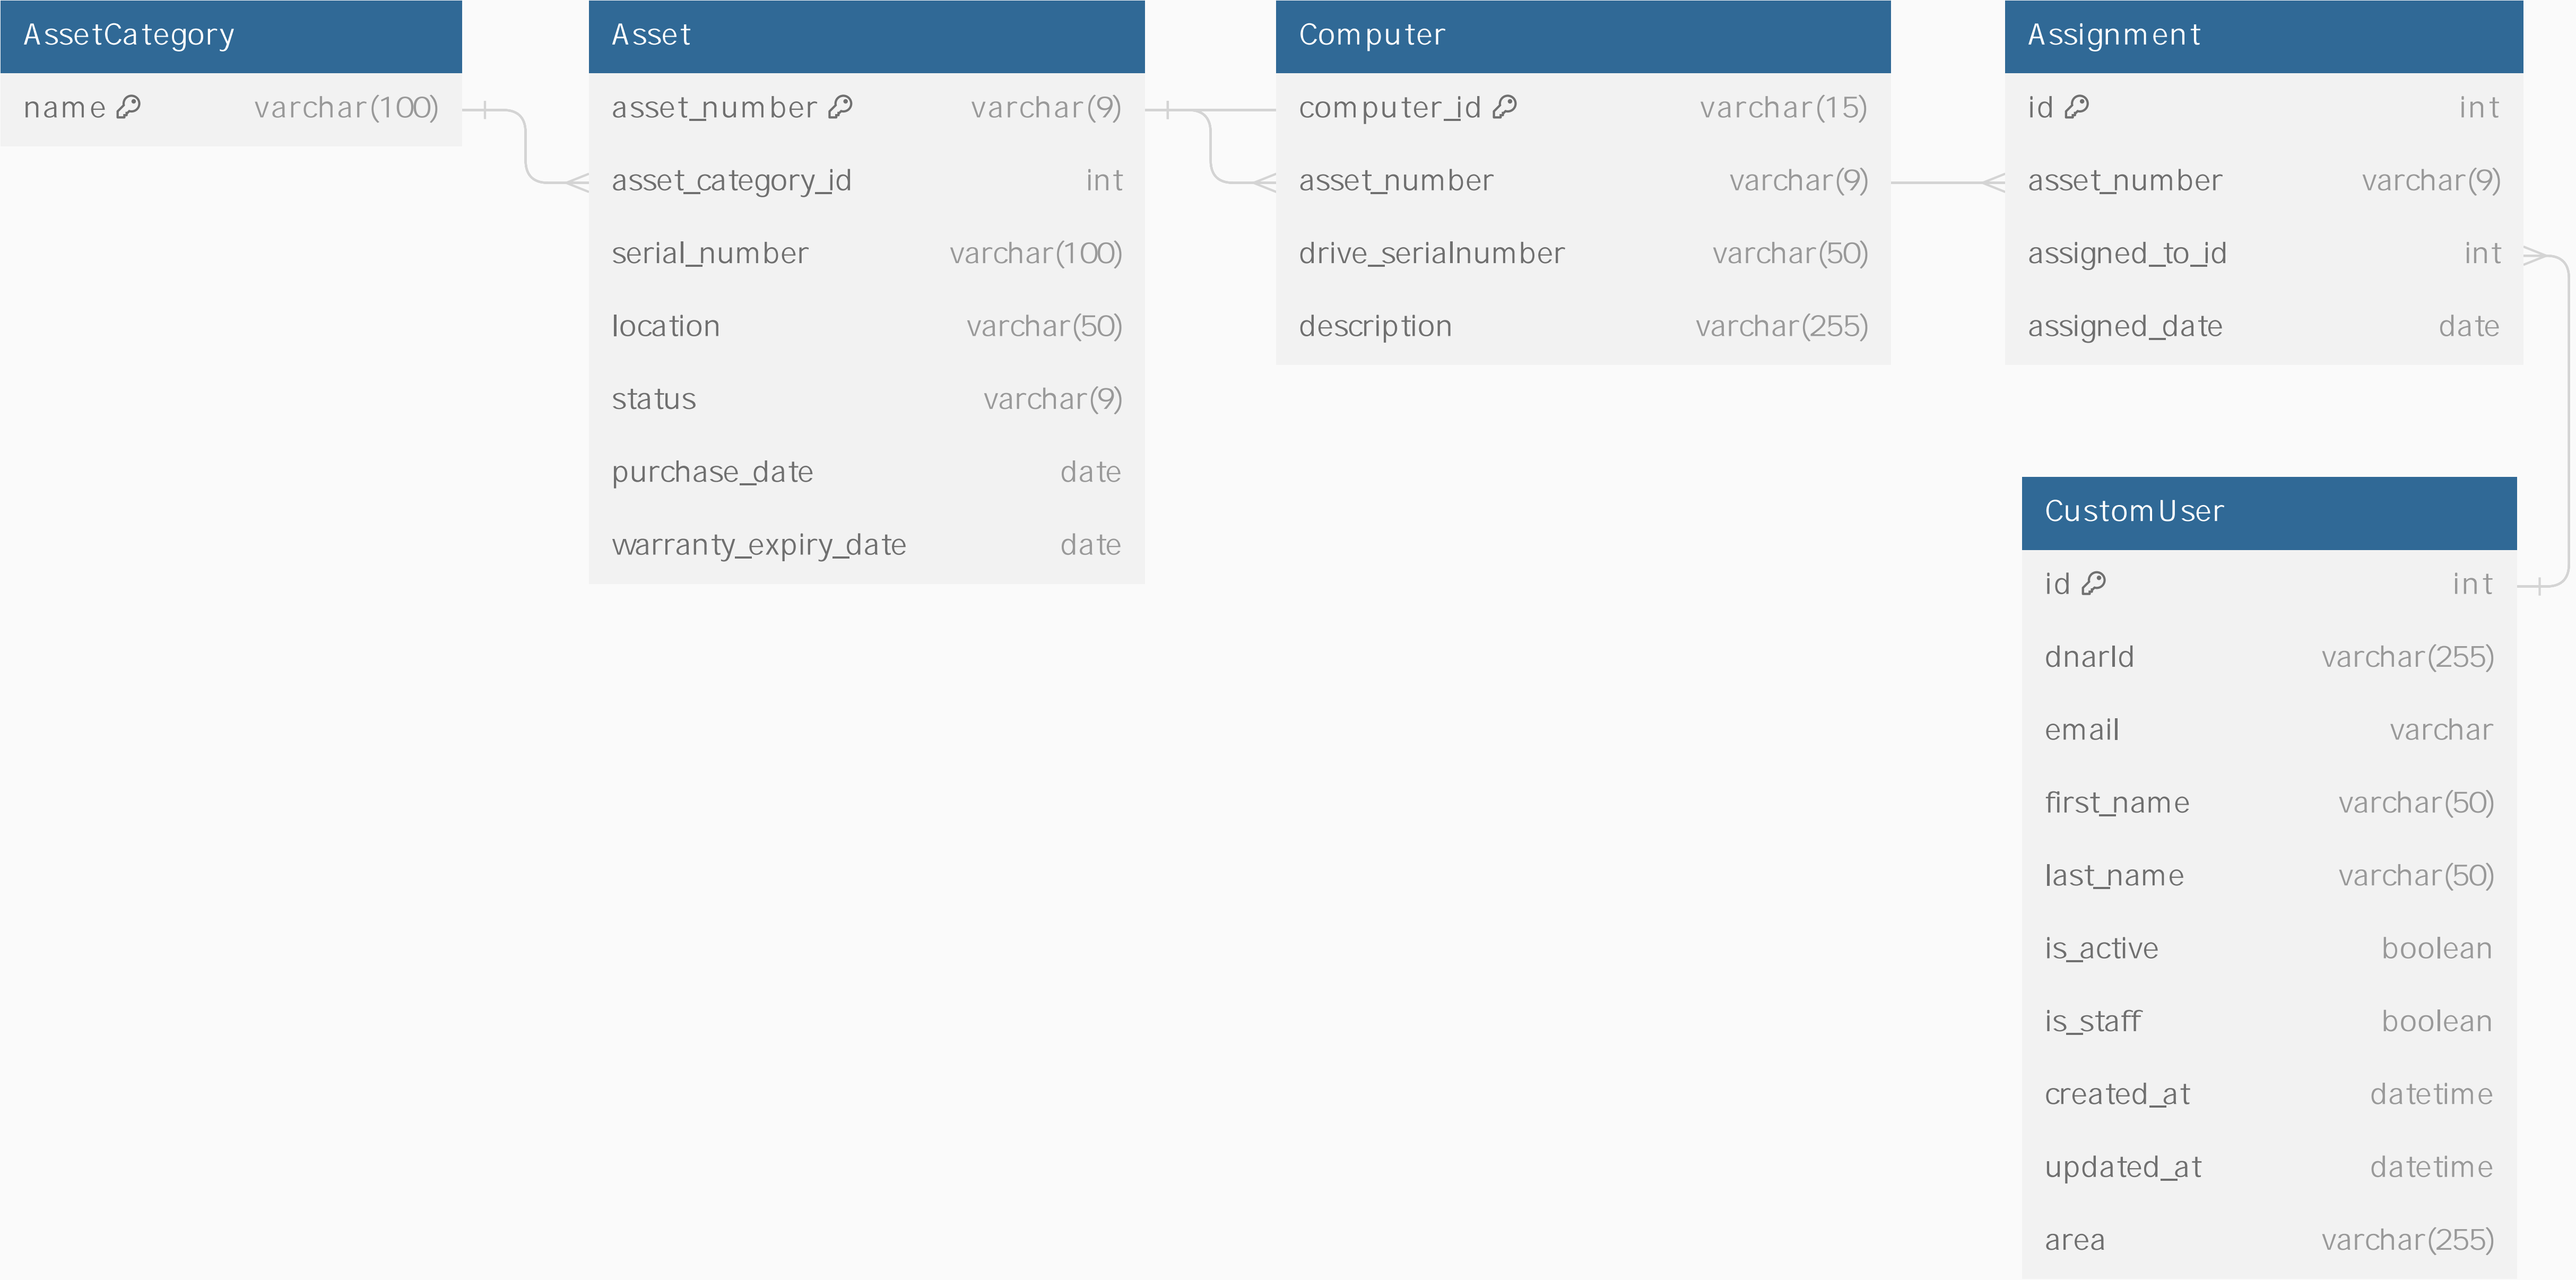 AssetCategory
name varchar(100)
Asset
asset_number varchar(9)
asset_category_id int
serial_number varchar(100)
location varchar(50)
status varchar(9)
purchase_date date
warranty_expiry_date date
Computer
computer_id varchar(15)
asset_number varchar(9)
drive_serialnumber varchar(50)
description varchar(255)
Assignment
id int
asset_number varchar(9)
assigned_to_id int
assigned_date date
CustomUser
id int
dnarId varchar(255)
email varchar
first_name varchar(50)
last_name varchar(50)
is_active boolean
is_staff boolean
created_at datetime
updated_at datetime
area varchar(255)